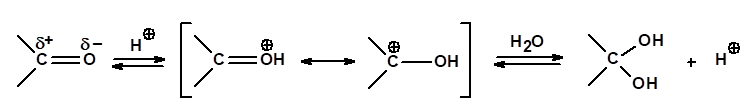 δ+ δ− H⊕ ⊕ ⊕ H₂O OH H⊕
C=O C=OH C—OH C +
OH